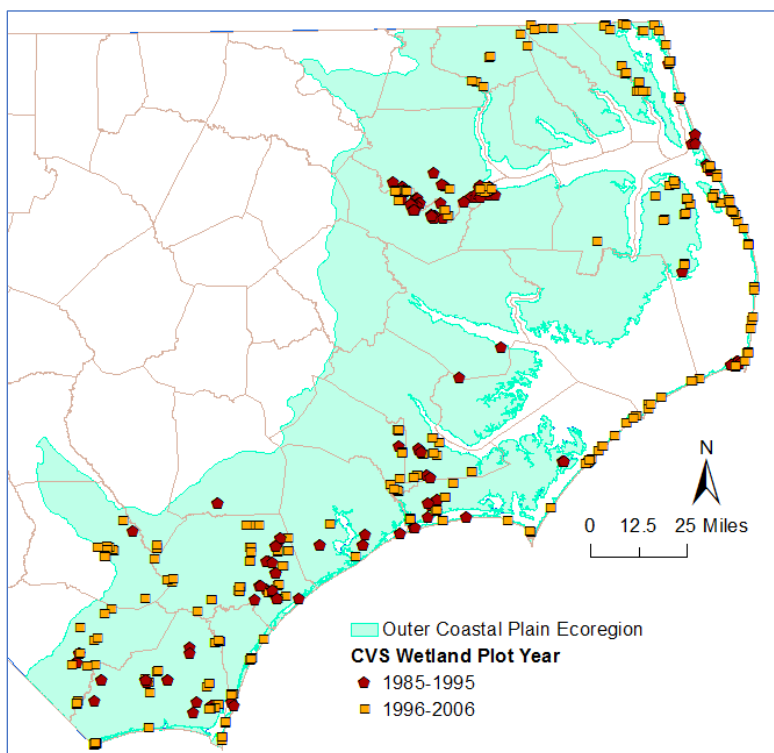 N
0 12.5 25 Miles
Outer Coastal Plain Ecoregion
CVS Wetland Plot Year
1985-1995
1996-2006